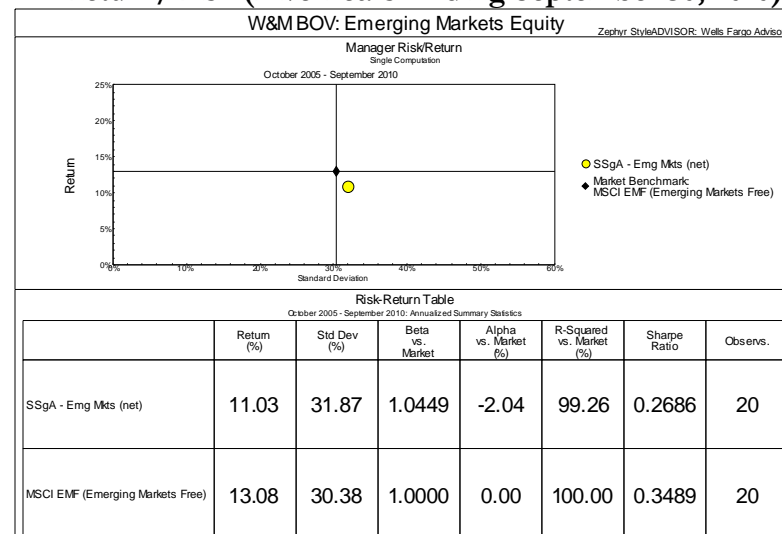 W&M BOV: Emerging Markets Equity
Zephyr StyleADVISOR: Wells Fargo Adviso
Manager Risk/Return
Single Computation
October 2005 - September 2010
25%
20%
15%
10%
5%
0%
Return
0% 10% 20% 30% 40% 50% 60%
Standard Deviation
SSgA - Emg Mkts (net)
Market Benchmark:
MSCI EMF (Emerging Markets Free)
Risk-Return Table
October 2005 - September 2010: Annualized Summary Statistics
Return (%) Std Dev (%) Beta vs. Market Alpha vs. Market (%) R-Squared vs. Market (%) Sharpe Ratio Observs.
SSgA - Emg Mkts (net) 11.03 31.87 1.0449 -2.04 99.26 0.2686 20
MSCI EMF (Emerging Markets Free) 13.08 30.38 1.0000 0.00 100.00 0.3489 20